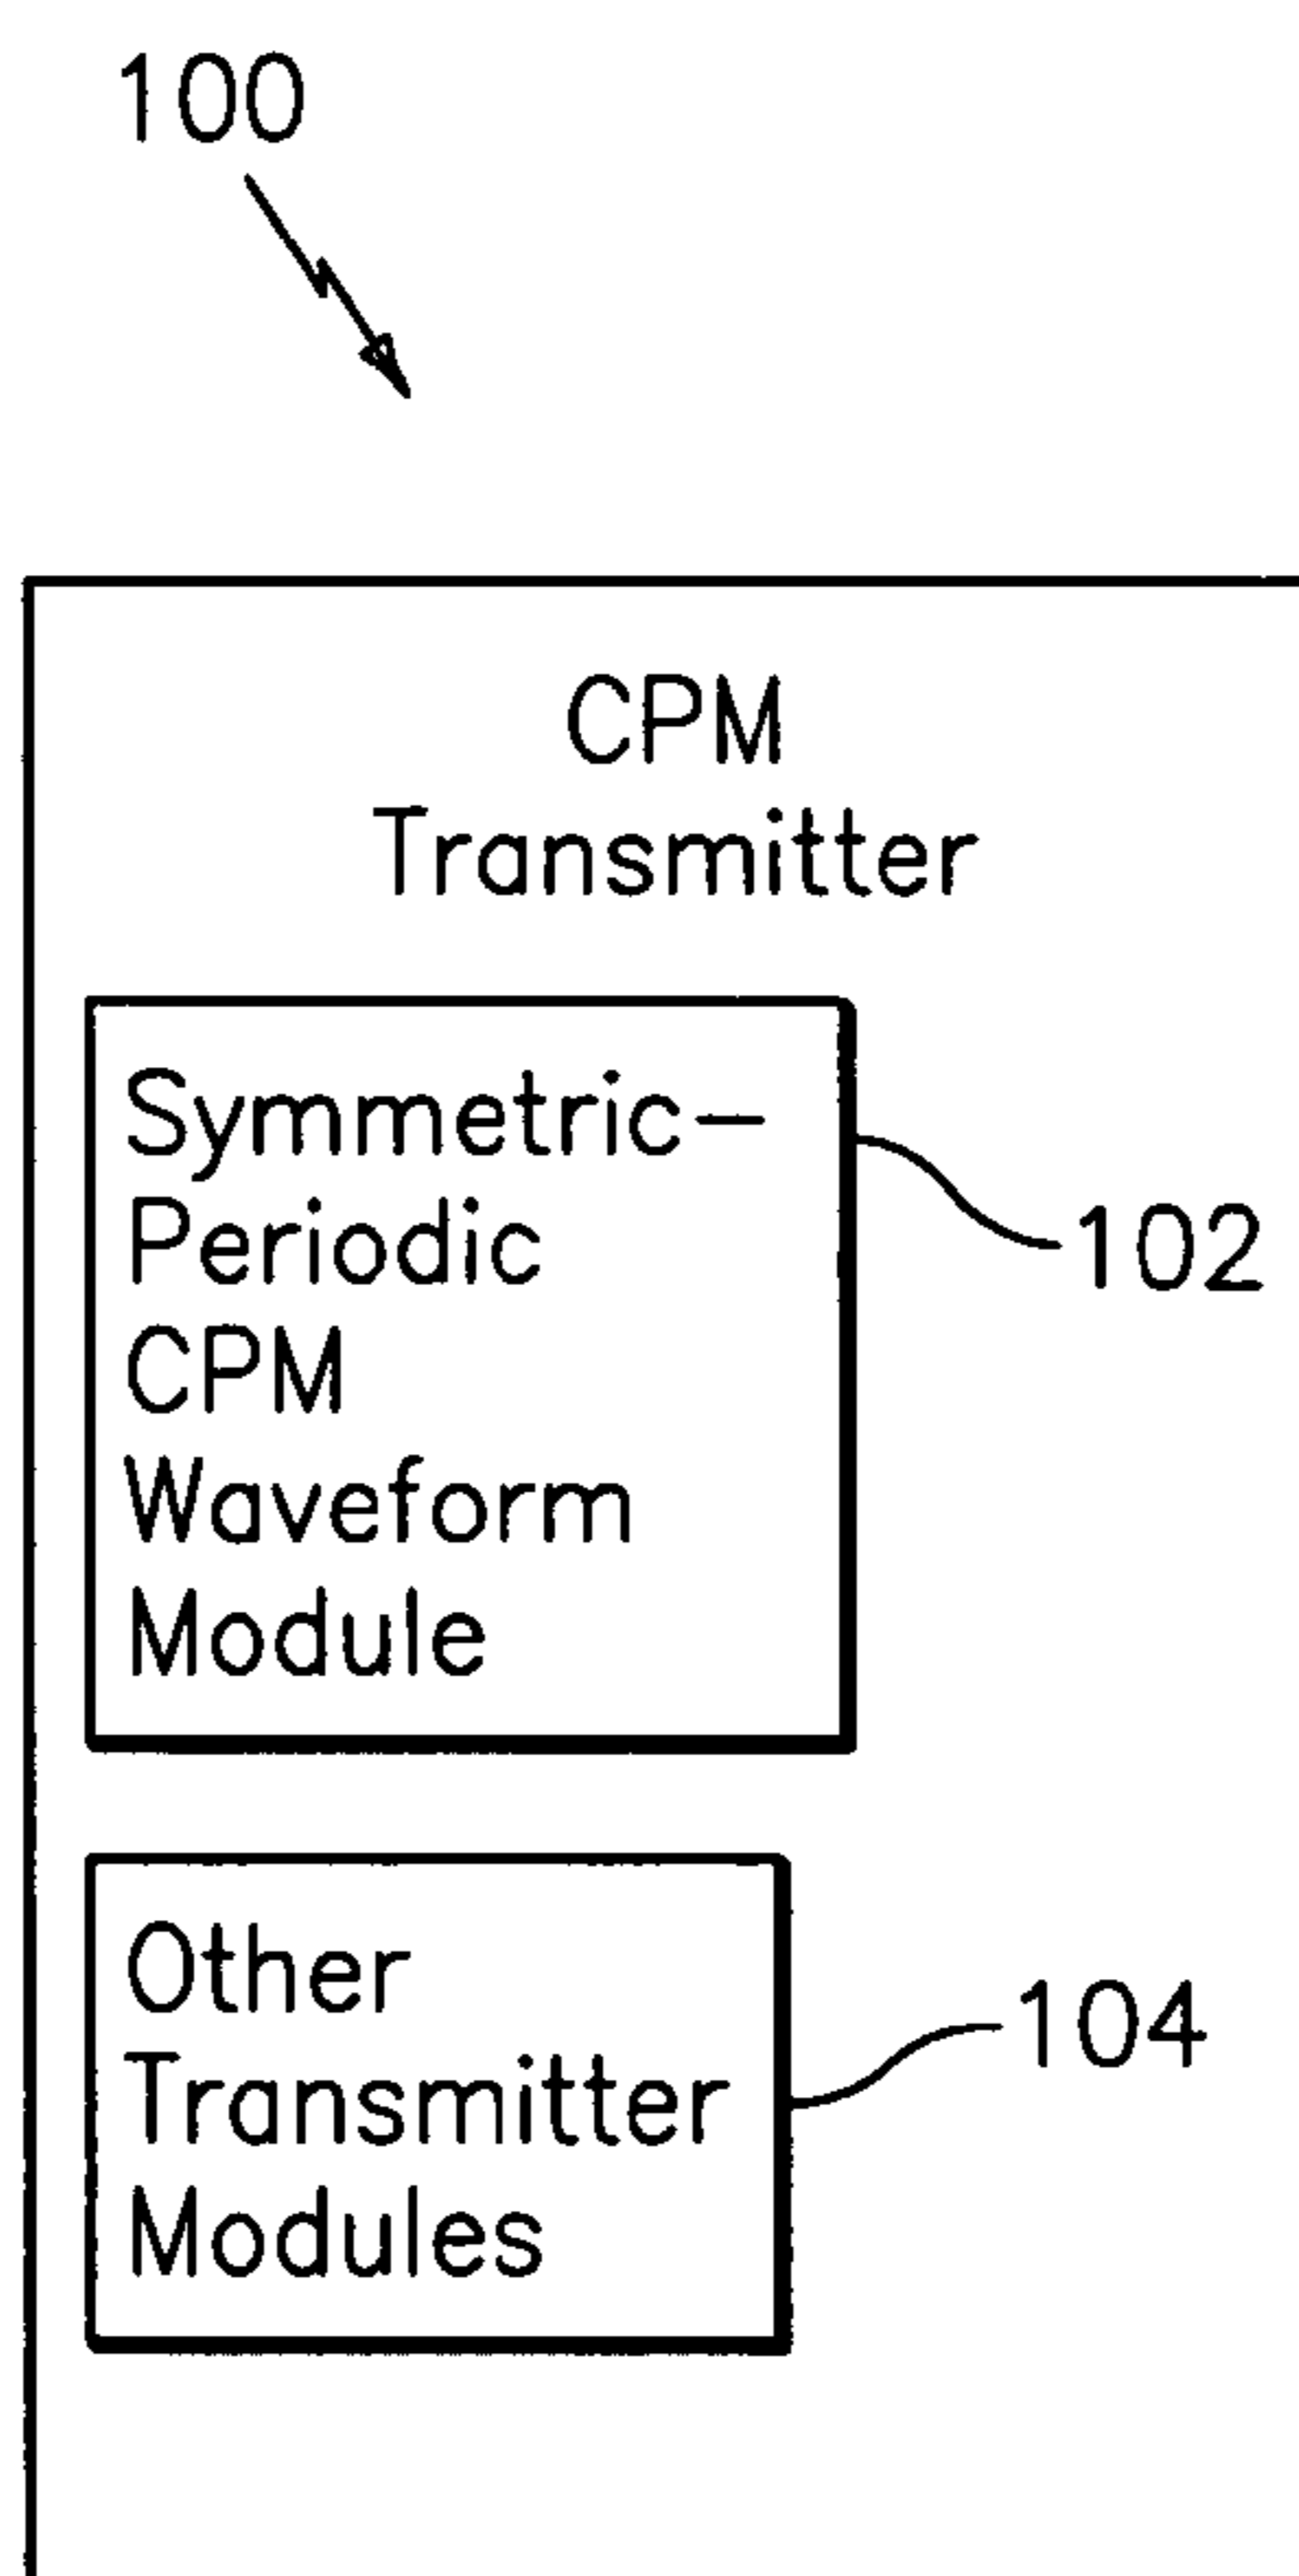 100
CPM
Transmitter
Symmetric-
Periodic
CPM
Waveform
Module
102
Other
Transmitter
Modules
104